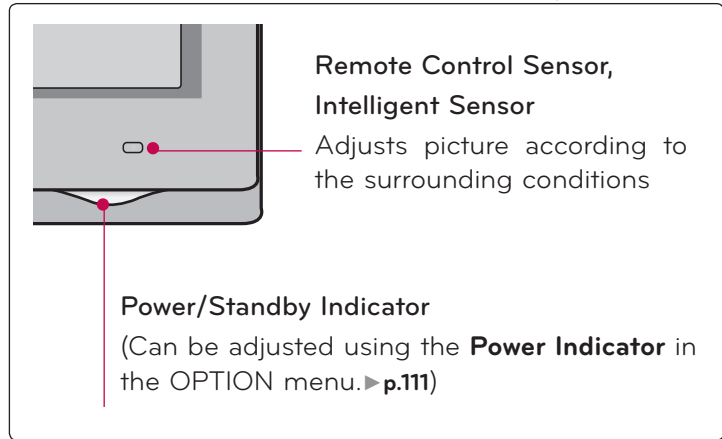 Remote Control Sensor,
Intelligent Sensor
Adjusts picture according to
the surrounding conditions
Power/Standby Indicator
(Can be adjusted using the Power Indicator in
the OPTION menu.►p.111)